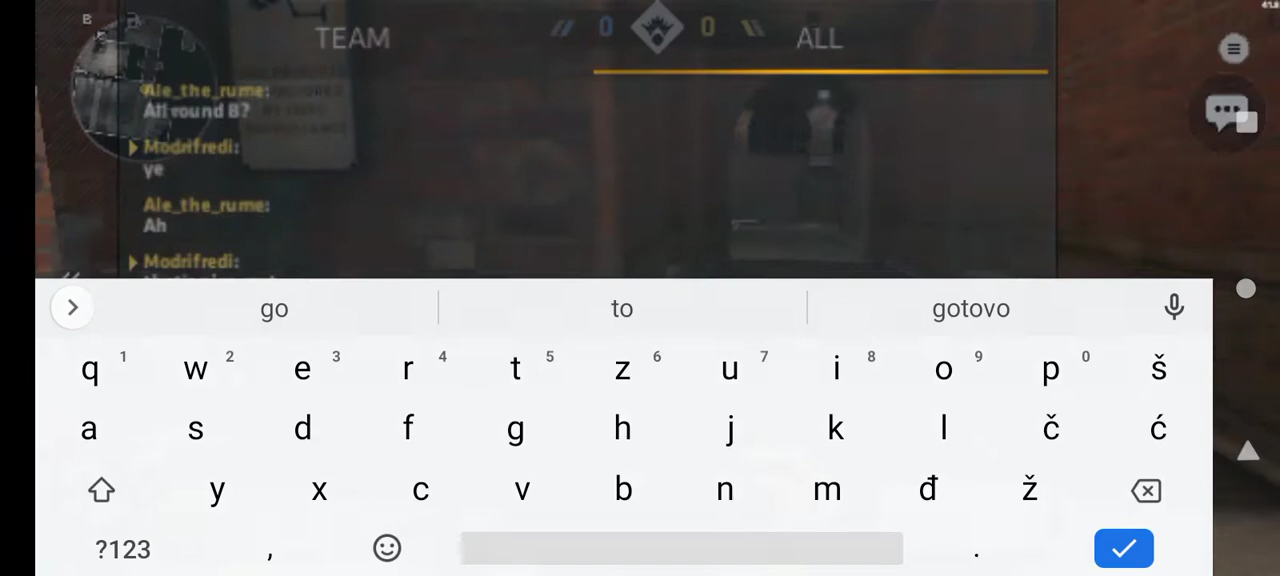 B
TEAM
0
0
ALL
Ale_the_rume:
All round B?
Modrifredi:
ye
Ale_the_rume:
Ah
Modrifredi:
go
to
gotovo
q 1 w 2 e 3 r 4 t 5 z 6 u 7 i 8 o 9 p 0 š
a s d f g h j k l č ć
y x c v b n m đ ž
?123 , .